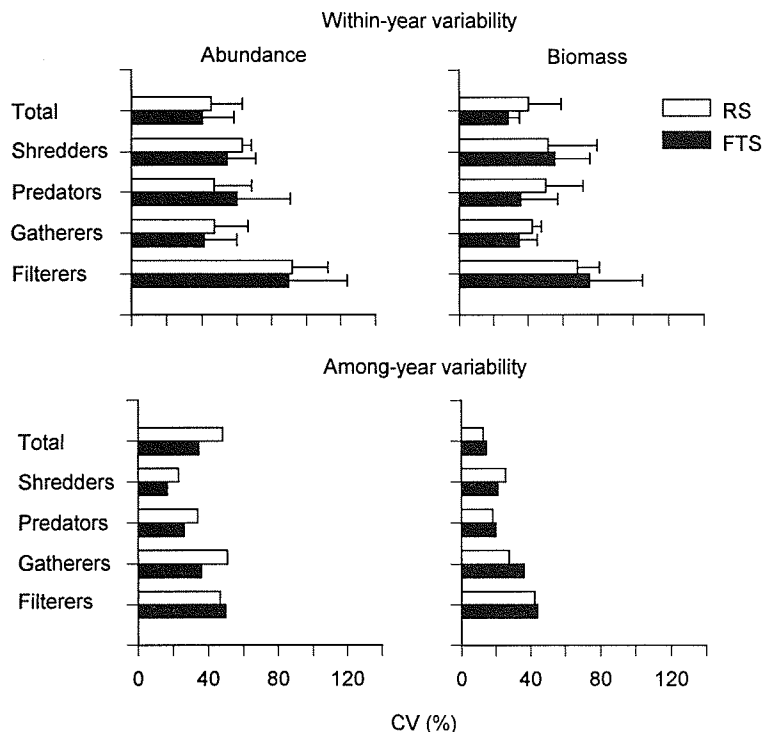 Within-year variability
Abundance
Biomass
RS
FTS
Total
Shredders
Predators
Gatherers
Filterers
Among-year variability
Total
Shredders
Predators
Gatherers
Filterers
0 40 80 120
0 40 80 120
CV (%)